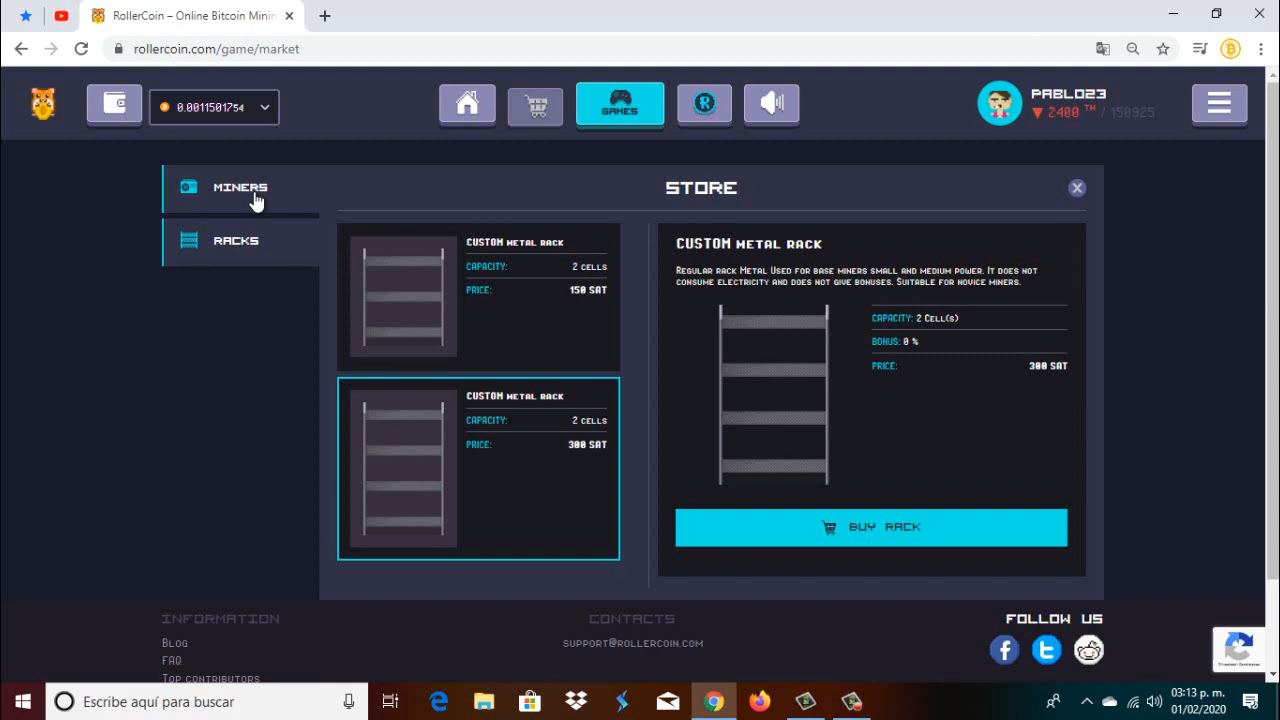 RollerCoin – Online Bitcoin Minin
rollercoin.com/game/market
0.0011501754
GAMES
PABLO23
2400 TH / 150925
MINERS
RACKS
STORE
CUSTOM METAL RACK
CAPACITY: 2 CELLS
PRICE: 150 SAT
CUSTOM METAL RACK
CAPACITY: 2 CELLS
PRICE: 300 SAT
CUSTOM METAL RACK
Regular rack Metal Used for base miners small and medium power. It does not
consume electricity and does not give bonuses. Suitable for novice miners.
CAPACITY: 2 Cell(s)
BONUS: 0 %
PRICE: 300 SAT
BUY RACK
INFORMATION
Blog
FAQ
Top contributors
CONTACTS
support@rollercoin.com
FOLLOW US
Escribe aquí para buscar
03:13 p. m.
01/02/2020